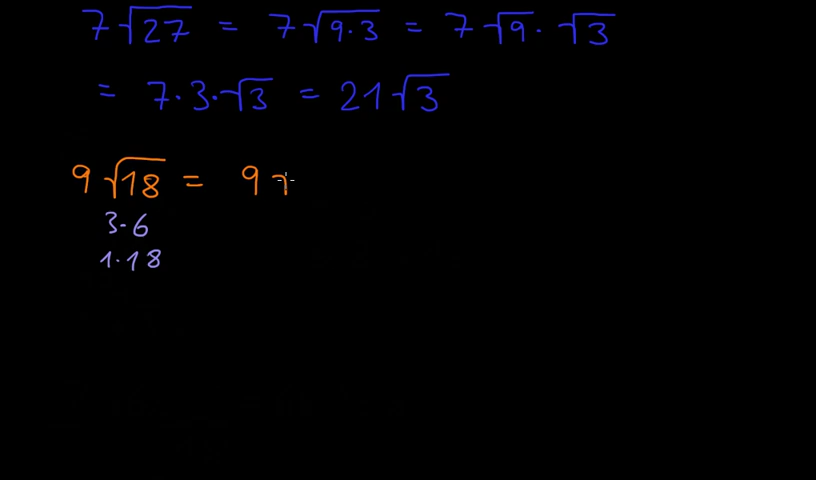 7√27 = 7√9·3 = 7√9 · √3
= 7·3·√3 = 21√3
9√18 = 9
3·6
1·18